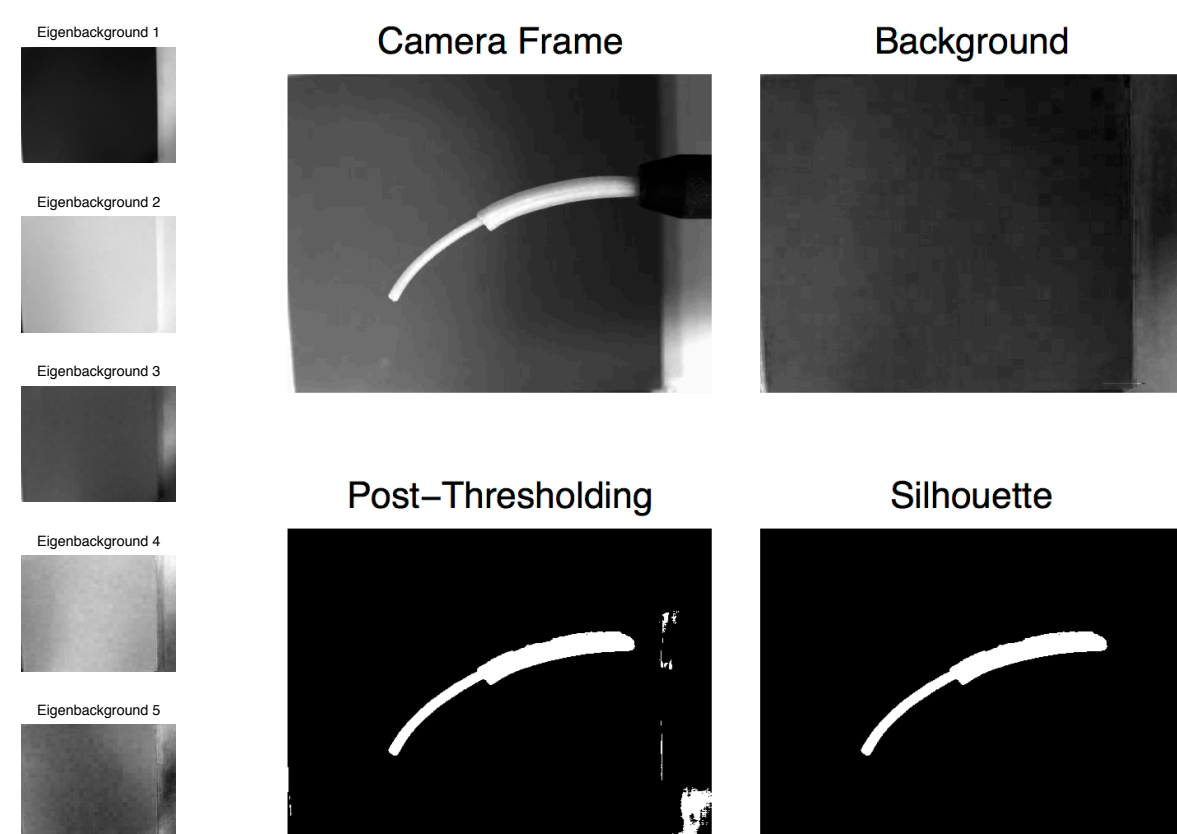 Eigenbackground 1
Eigenbackground 2
Eigenbackground 3
Eigenbackground 4
Eigenbackground 5
Camera Frame
Background
Post−Thresholding
Silhouette